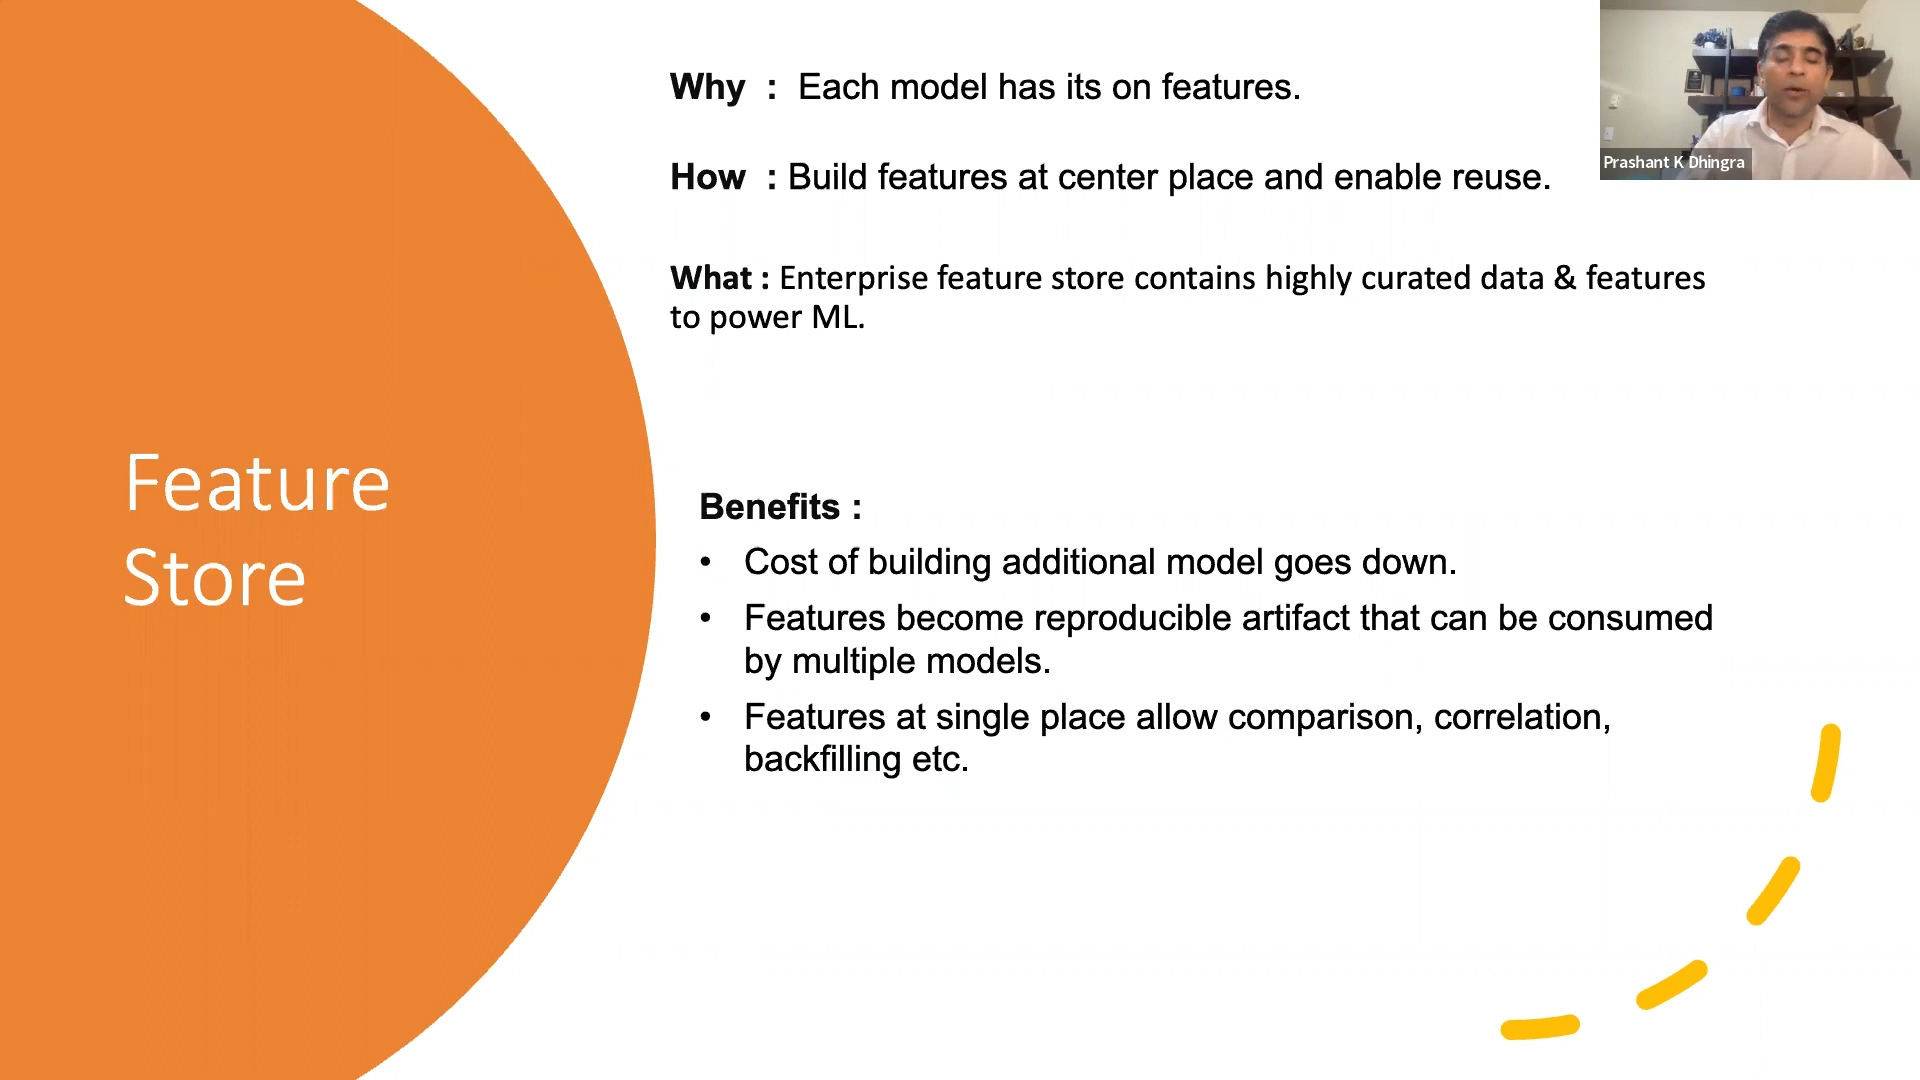 Why : Each model has its on features.
Prashant K Dhingra
How : Build features at center place and enable reuse.
What : Enterprise feature store contains highly curated data & features
to power ML.
Feature
Store
Benefits :
• Cost of building additional model goes down.
• Features become reproducible artifact that can be consumed
by multiple models.
• Features at single place allow comparison, correlation,
backfilling etc.